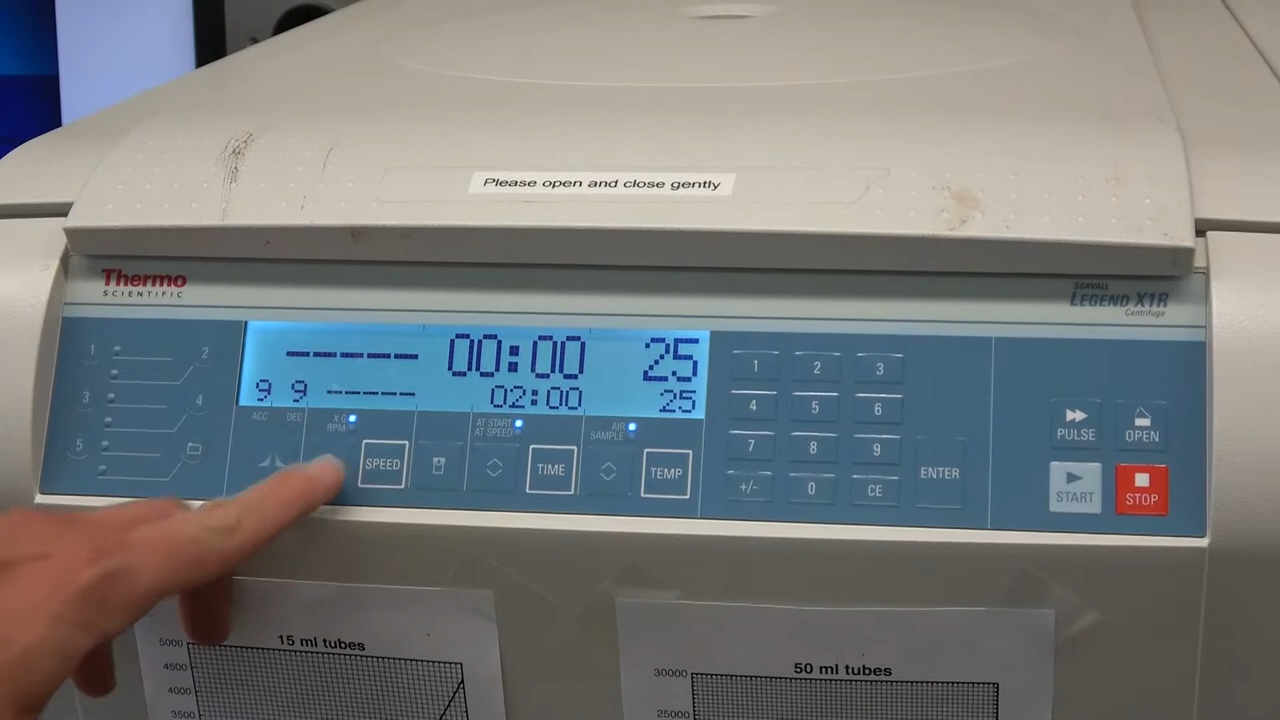 Please open and close gently
Thermo
SCIENTIFIC
SORVALL
LEGEND X1R
Centrifuge
1
2
3
4
5
----- 00:00 25
9 9 ----- 02:00 25
ACC DEC
X G
RPM
AT START
AT SPEED
AIR
SAMPLE
SPEED
TIME
TEMP
1 2 3
4 5 6
7 8 9
+/- 0 CE
ENTER
PULSE
OPEN
START
STOP
15 ml tubes
5000
4500
4000
3500
50 ml tubes
30000
25000